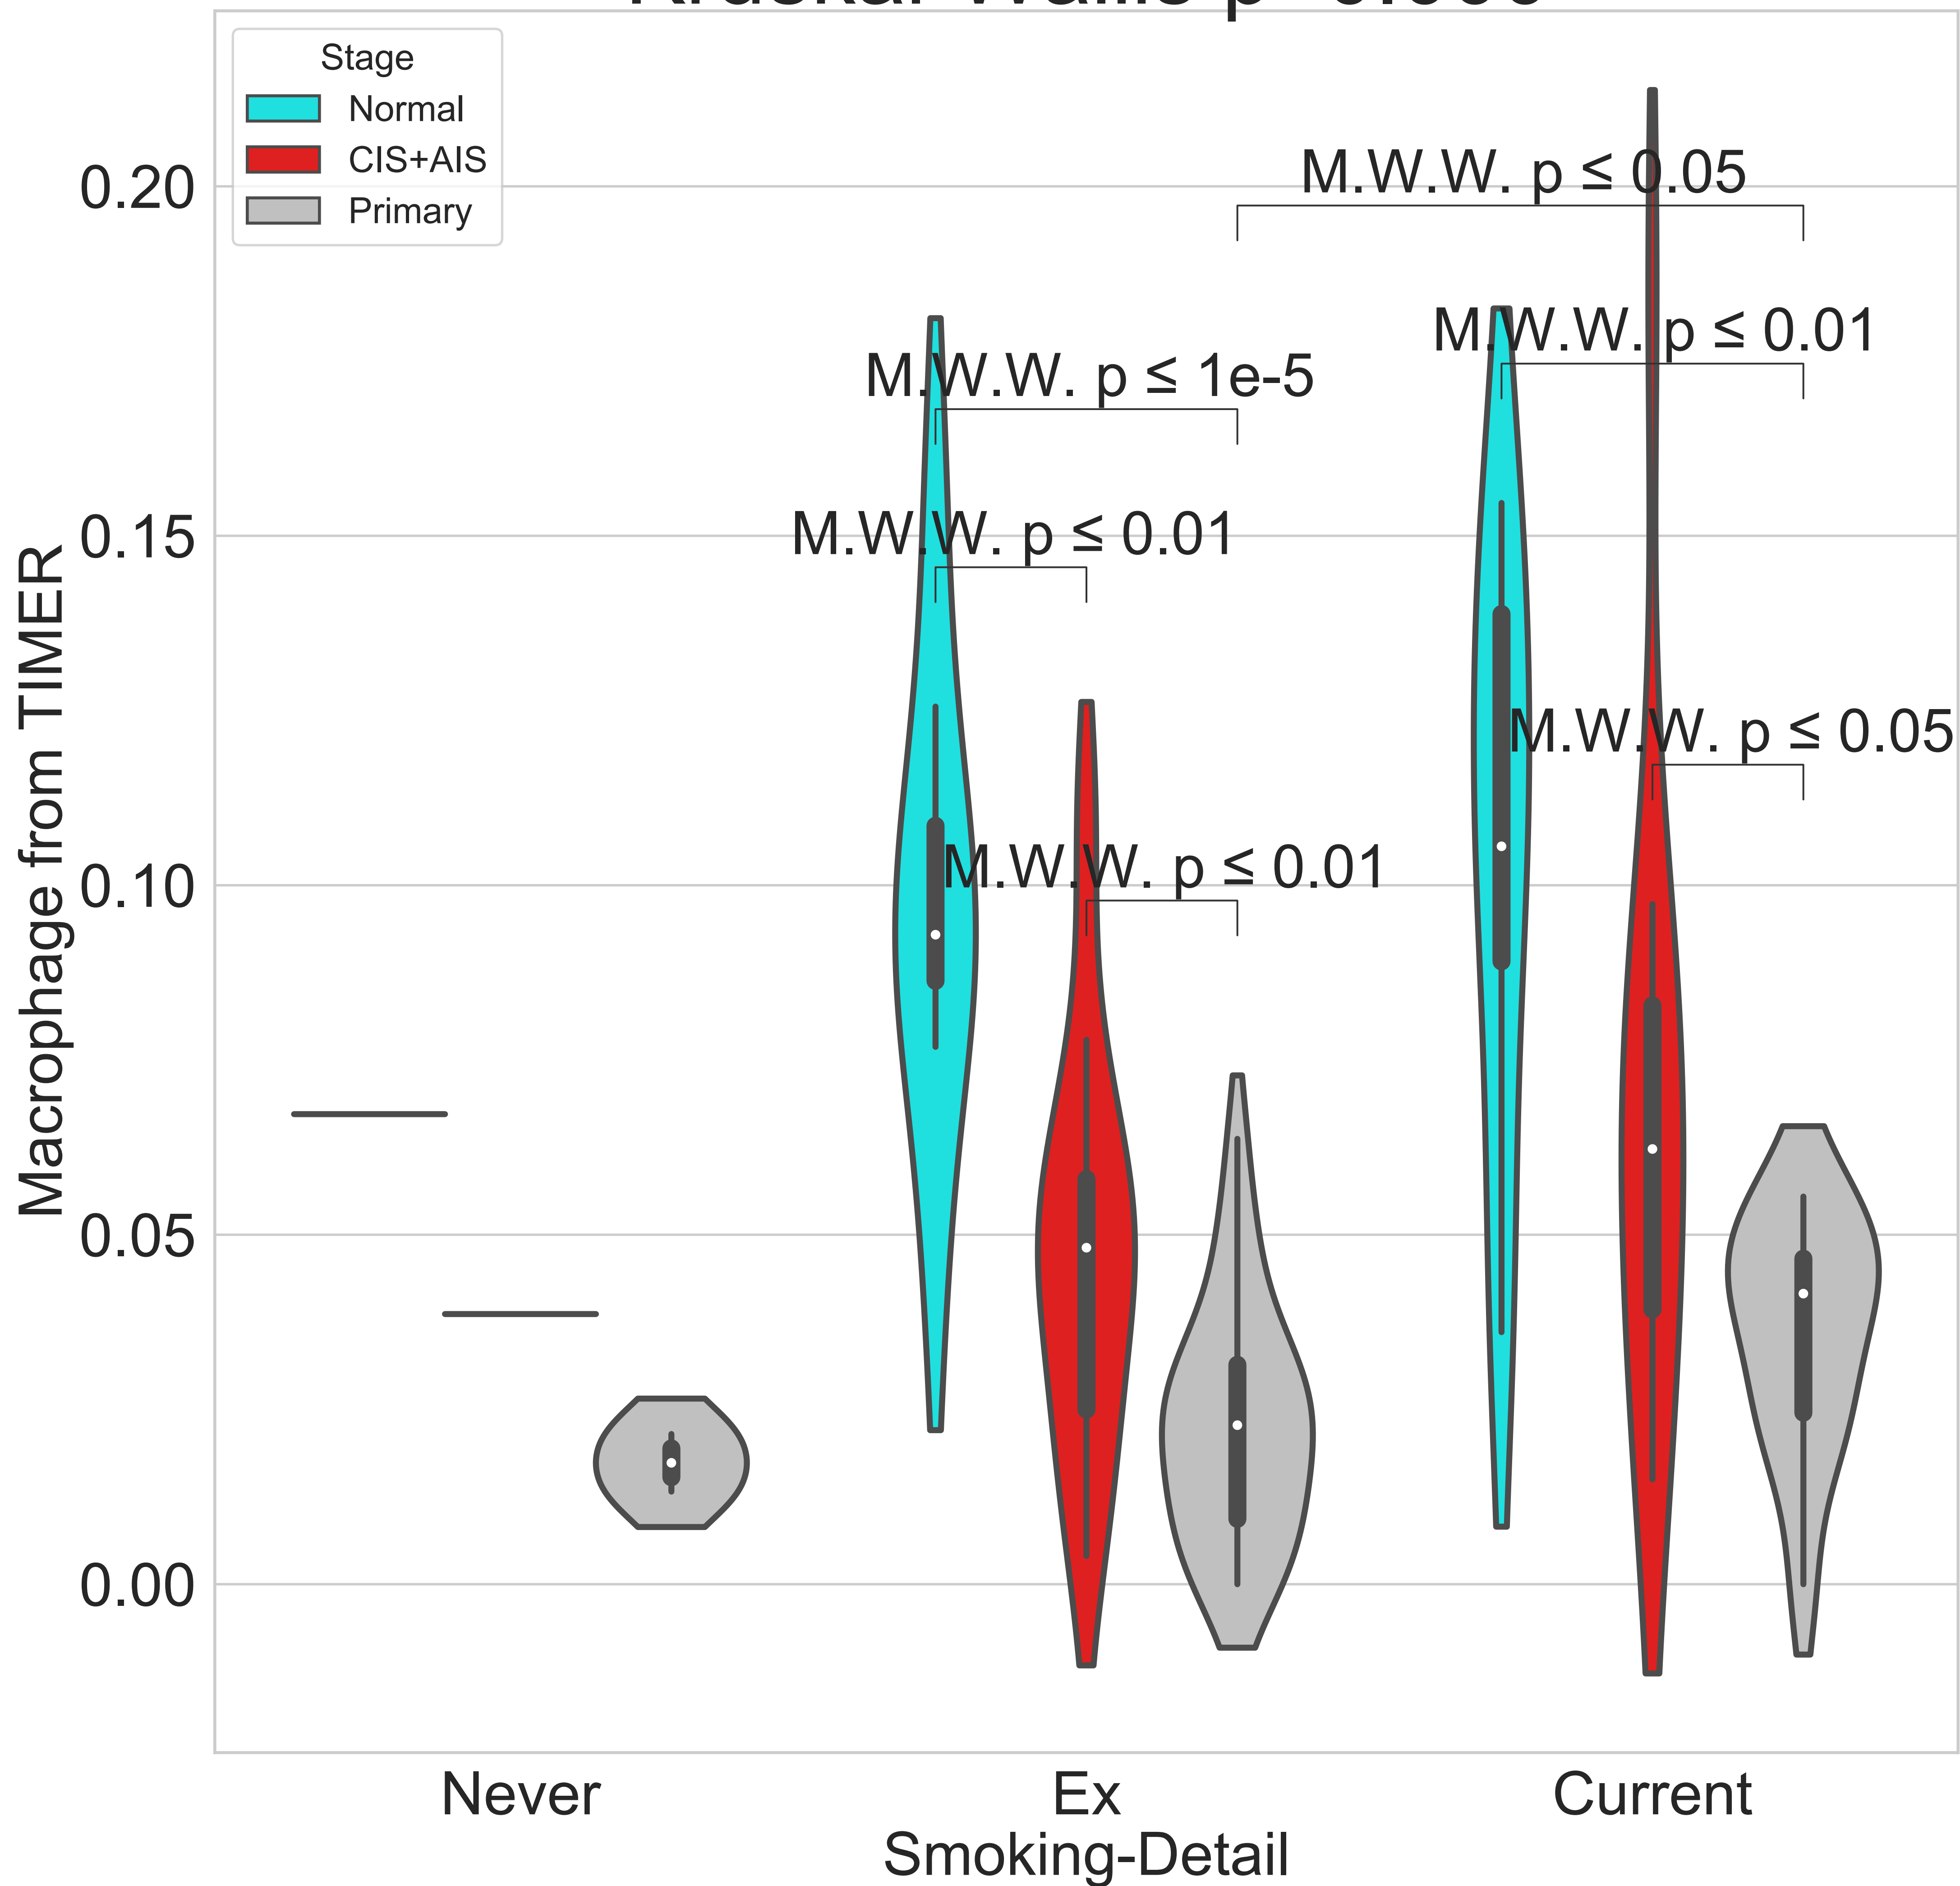 Stage
Normal
CIS+AIS
Primary
M.W.W. p ≤ 0.05
M.W.W. p ≤ 0.01
M.W.W. p ≤ 1e-5
M.W.W. p ≤ 0.01
M.W.W. p ≤ 0.05
M.W.W. p ≤ 0.01
Macrophage from TIMER
0.20
0.15
0.10
0.05
0.00
Never
Ex
Current
Smoking-Detail